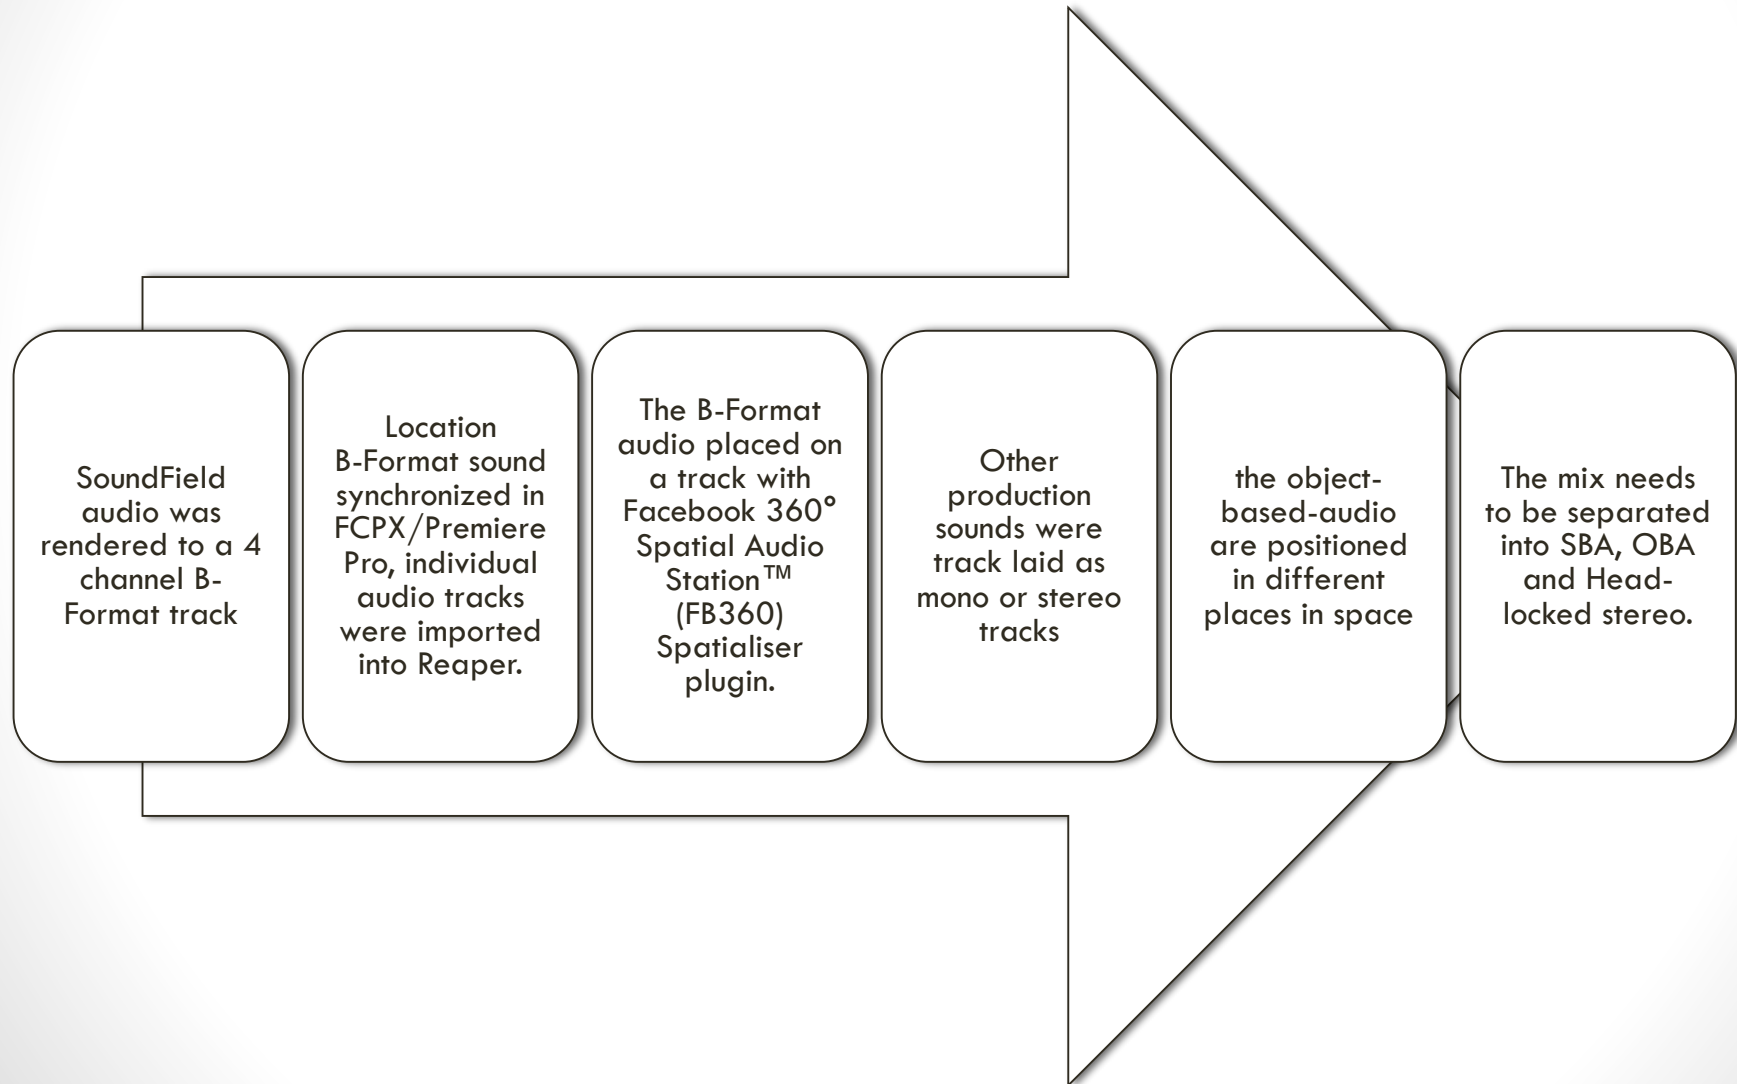 SoundField
audio was
rendered to a 4
channel B-
Format track
Location
B-Format sound
synchronized in
FCPX/Premiere
Pro, individual
audio tracks
were imported
into Reaper.
The B-Format
audio placed on
a track with
Facebook 360°
Spatial Audio
Station™
(FB360)
Spatialiser
plugin.
Other
production
sounds were
track laid as
mono or stereo
tracks
the object-
based-audio
are positioned
in different
places in space
The mix needs
to be separated
into SBA, OBA
and Head-
locked stereo.